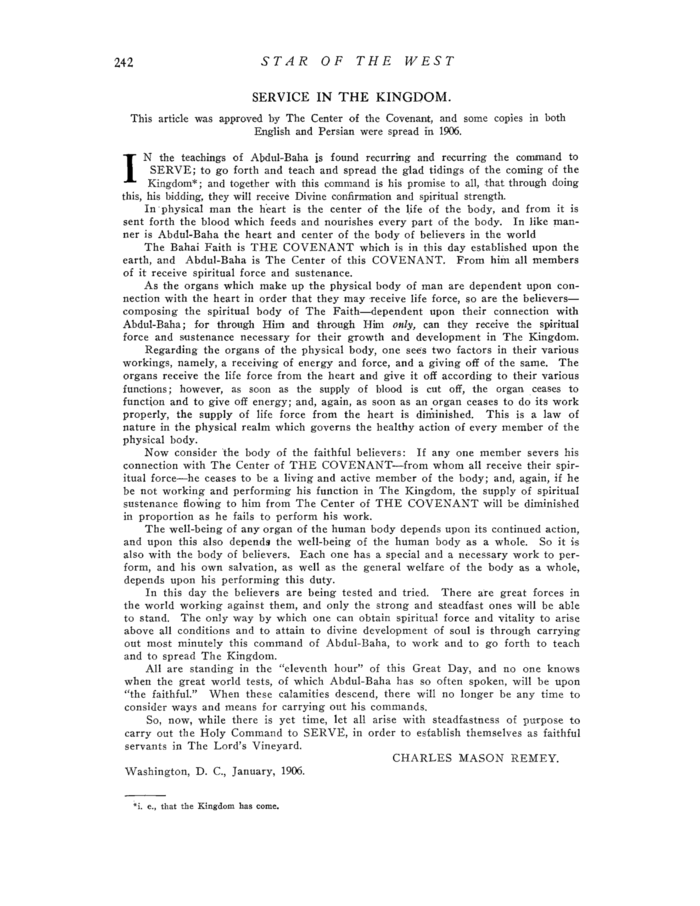 242
STAR OF THE WEST
SERVICE IN THE KINGDOM.
This article was approved by The Center of the Covenant, and some copies in both
English and Persian were spread in 1906.
IN the teachings of Abdul-Baha is found recurring and recurring the command to
SERVE; to go forth and teach and spread the glad tidings of the coming of the
Kingdom*; and together with this command is his promise to all, that through doing
this, his bidding, they will receive Divine confirmation and spiritual strength.
In physical man the heart is the center of the life of the body, and from it is
sent forth the blood which feeds and nourishes every part of the body. In like man-
ner is Abdul-Baha the heart and center of the body of believers in the world
The Bahai Faith is THE COVENANT which is in this day established upon the
earth, and Abdul-Baha is The Center of this COVENANT. From him all members
of it receive spiritual force and sustenance.
As the organs which make up the physical body of man are dependent upon con-
nection with the heart in order that they may receive life force, so are the believers—
composing the spiritual body of The Faith—dependent upon their connection with
Abdul-Baha; for through Him and through Him only, can they receive the spiritual
force and sustenance necessary for their growth and development in The Kingdom.
Regarding the organs of the physical body, one sees two factors in their various
workings, namely, a receiving of energy and force, and a giving off of the same. The
organs receive the life force from the heart and give it off according to their various
functions; however, as soon as the supply of blood is cut off, the organ ceases to
function and to give off energy; and, again, as soon as an organ ceases to do its work
properly, the supply of life force from the heart is diminished. This is a law of
nature in the physical realm which governs the healthy action of every member of the
physical body.
Now consider the body of the faithful believers: If any one member severs his
connection with The Center of THE COVENANT—from whom all receive their spir-
itual force—he ceases to be a living and active member of the body; and, again, if he
be not working and performing his function in The Kingdom, the supply of spiritual
sustenance flowing to him from The Center of THE COVENANT will be diminished
in proportion as he fails to perform his work.
The well-being of any organ of the human body depends upon its continued action,
and upon this also depends the well-being of the human body as a whole. So it is
also with the body of believers. Each one has a special and a necessary work to per-
form, and his own salvation, as well as the general welfare of the body as a whole,
depends upon his performing this duty.
In this day the believers are being tested and tried. There are great forces in
the world working against them, and only the strong and steadfast ones will be able
to stand. The only way by which one can obtain spiritual force and vitality to arise
above all conditions and to attain to divine development of soul is through carrying
out most minutely this command of Abdul-Baha, to work and to go forth to teach
and to spread The Kingdom.
All are standing in the "eleventh hour" of this Great Day, and no one knows
when the great world tests, of which Abdul-Baha has so often spoken, will be upon
"the faithful." When these calamities descend, there will no longer be any time to
consider ways and means for carrying out his commands.
So, now, while there is yet time, let all arise with steadfastness of purpose to
carry out the Holy Command to SERVE, in order to establish themselves as faithful
servants in The Lord's Vineyard.
CHARLES MASON REMEY.
Washington, D. C., January, 1906.
*i. e., that the Kingdom has come.